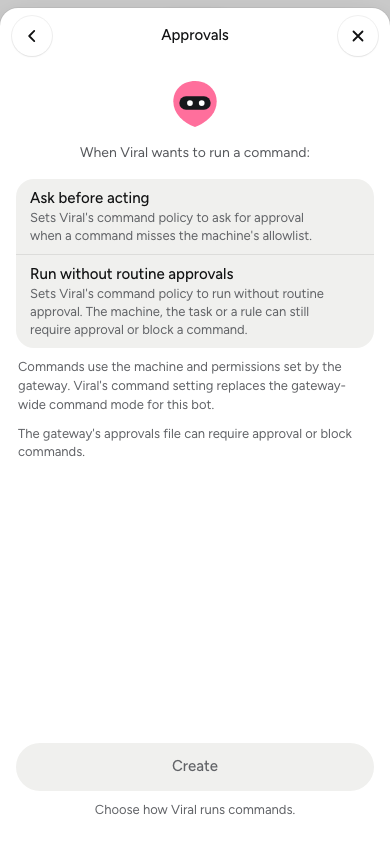 Approvals
When Viral wants to run a command:
Ask before acting
Sets Viral's command policy to ask for approval
when a command misses the machine's allowlist.
Run without routine approvals
Sets Viral's command policy to run without routine
approval. The machine, the task or a rule can still
require approval or block a command.
Commands use the machine and permissions set by the
gateway. Viral's command setting replaces the gateway-
wide command mode for this bot.
The gateway's approvals file can require approval or block
commands.
Create
Choose how Viral runs commands.